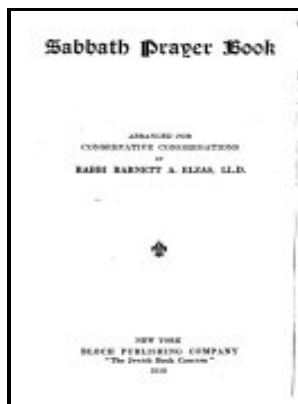 Sabbath Prayer Book
ARRANGED FOR
CONSERVATIVE CONGREGATIONS
BY
RABBI BARNETT A. ELZAS, LL.D.
NEW YORK
BLOCH PUBLISHING COMPANY
"The Jewish Book Concern"